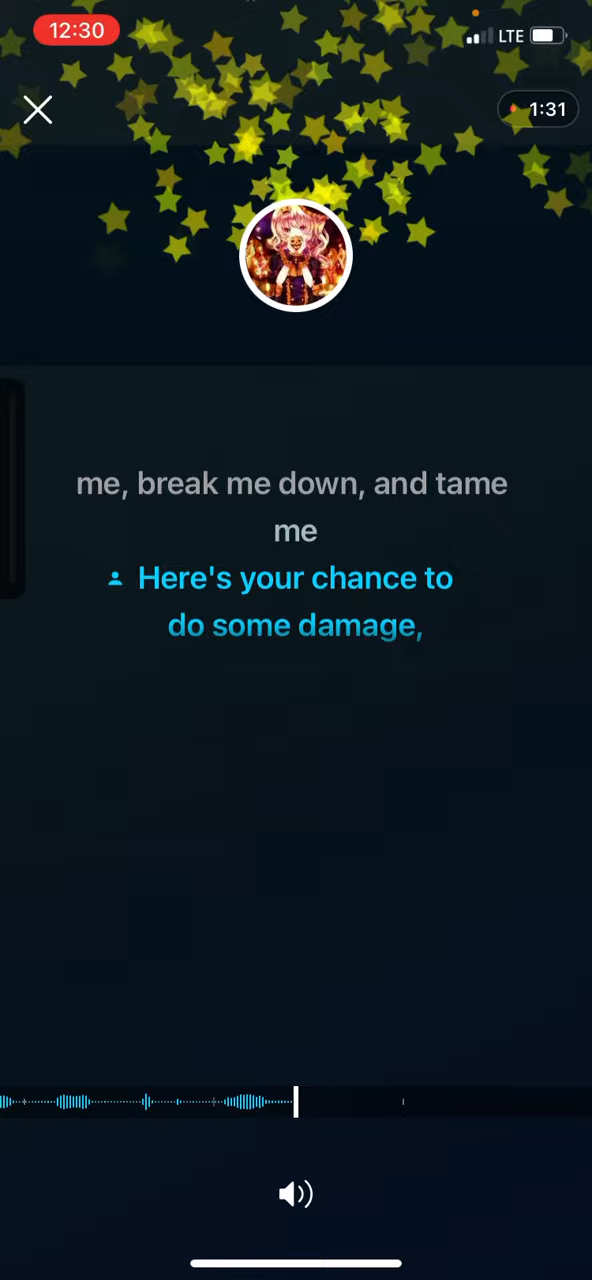 12:30
LTE
1:31
me, break me down, and tame
me
Here's your chance to
do some damage,